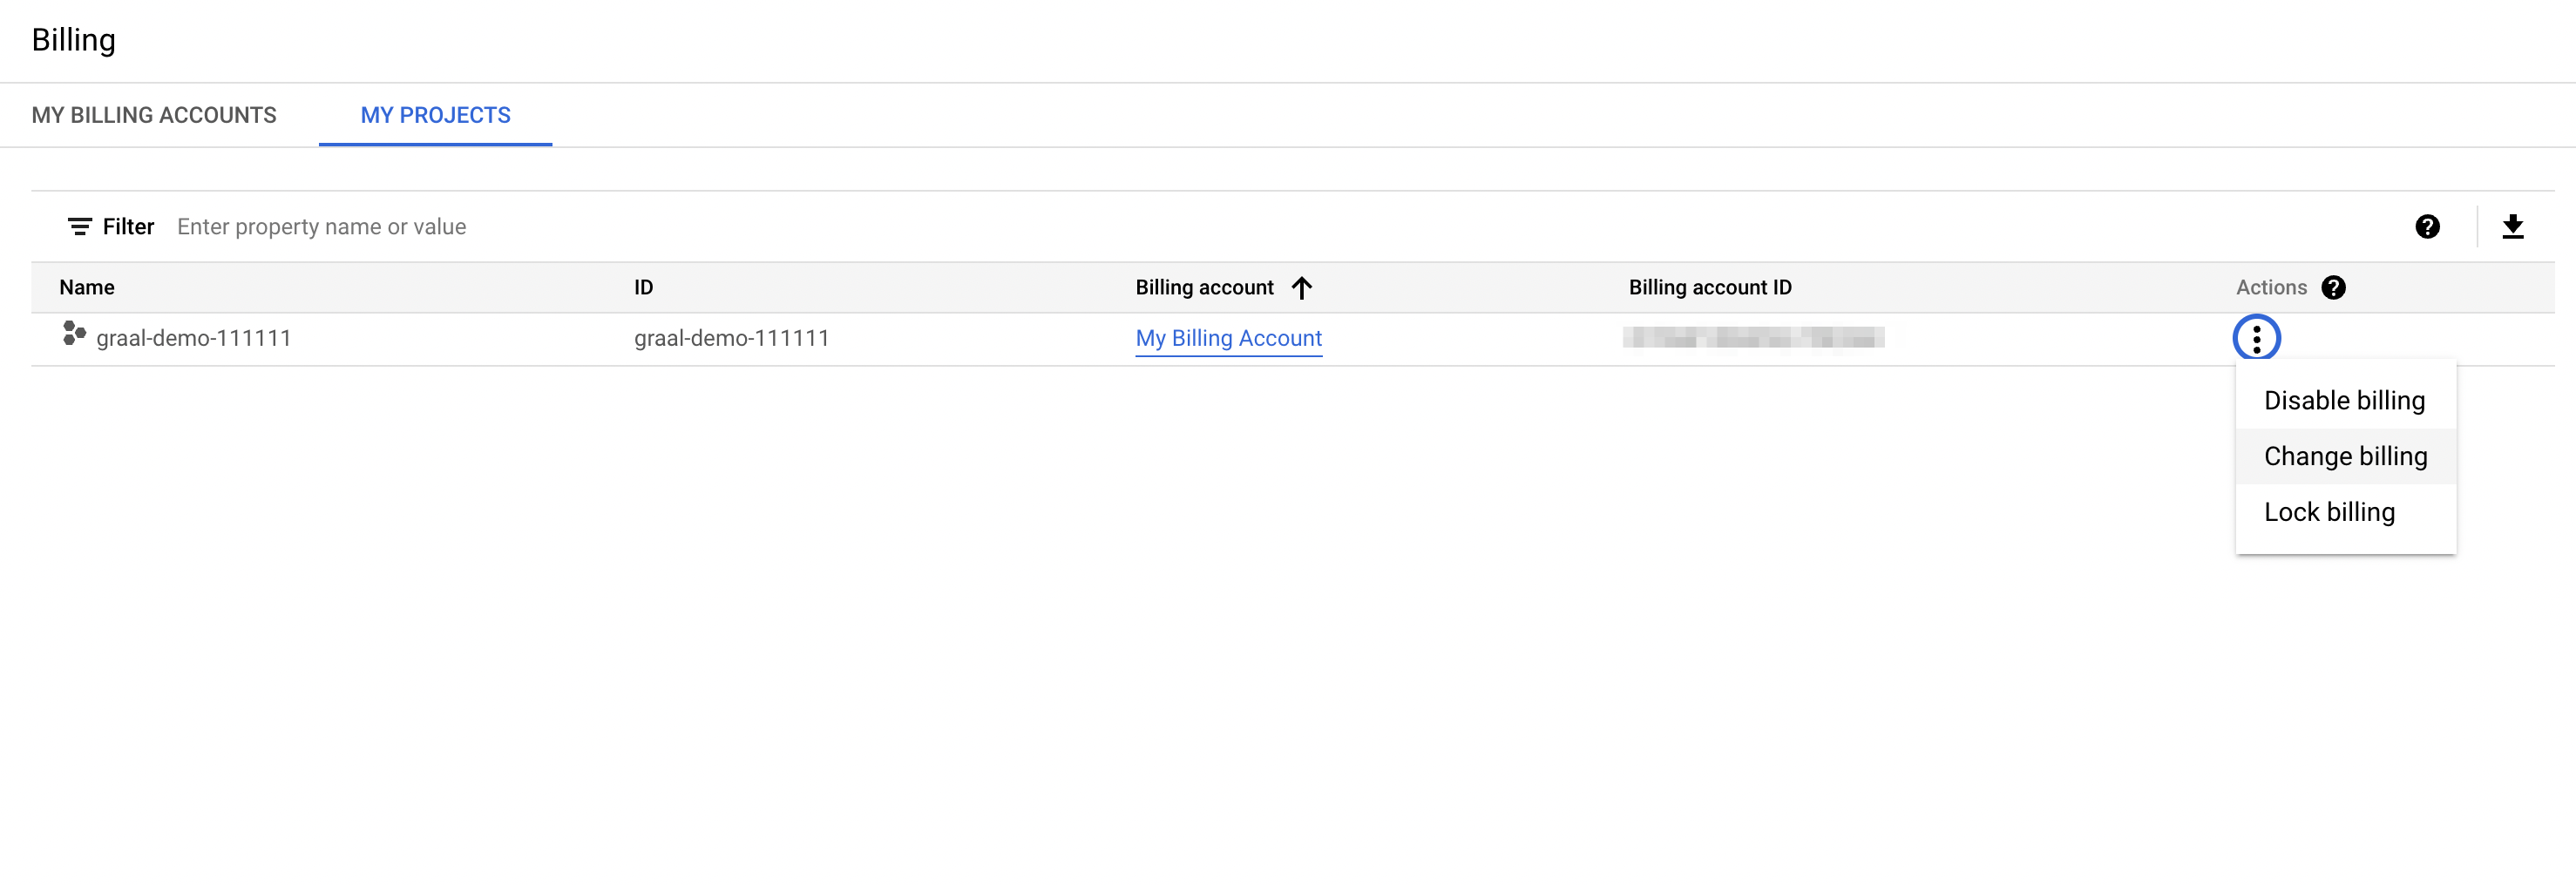 Billing
MY BILLING ACCOUNTS MY PROJECTS
Filter Enter property name or value
Name ID Billing account Billing account ID Actions
graal-demo-111111 graal-demo-111111 My Billing Account
Disable billing
Change billing
Lock billing